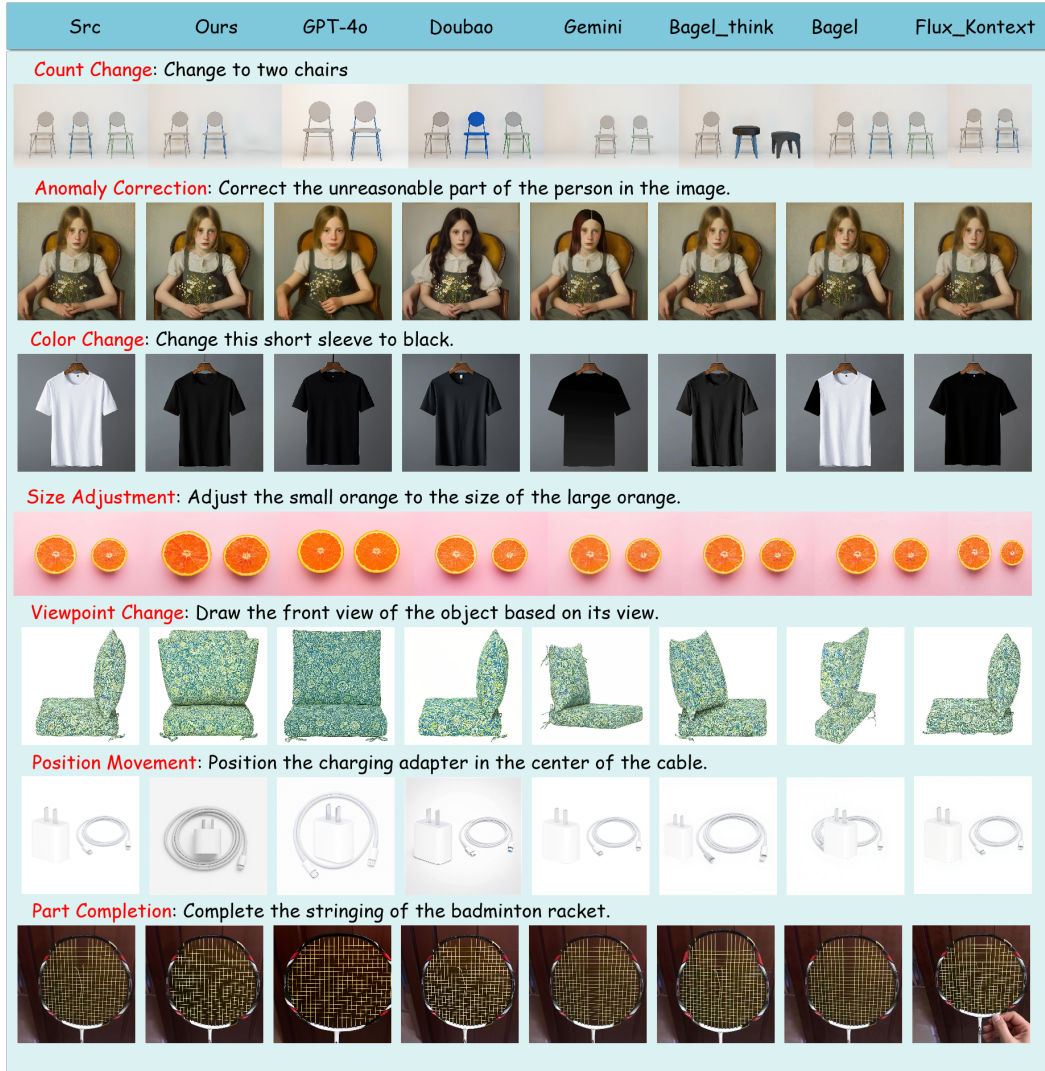 Src Ours GPT-4o Doubao Gemini Bagel_think Bagel Flux_Kontext
Count Change: Change to two chairs
Anomaly Correction: Correct the unreasonable part of the person in the image.
Color Change: Change this short sleeve to black.
Size Adjustment: Adjust the small orange to the size of the large orange.
Viewpoint Change: Draw the front view of the object based on its view.
Position Movement: Position the charging adapter in the center of the cable.
Part Completion: Complete the stringing of the badminton racket.